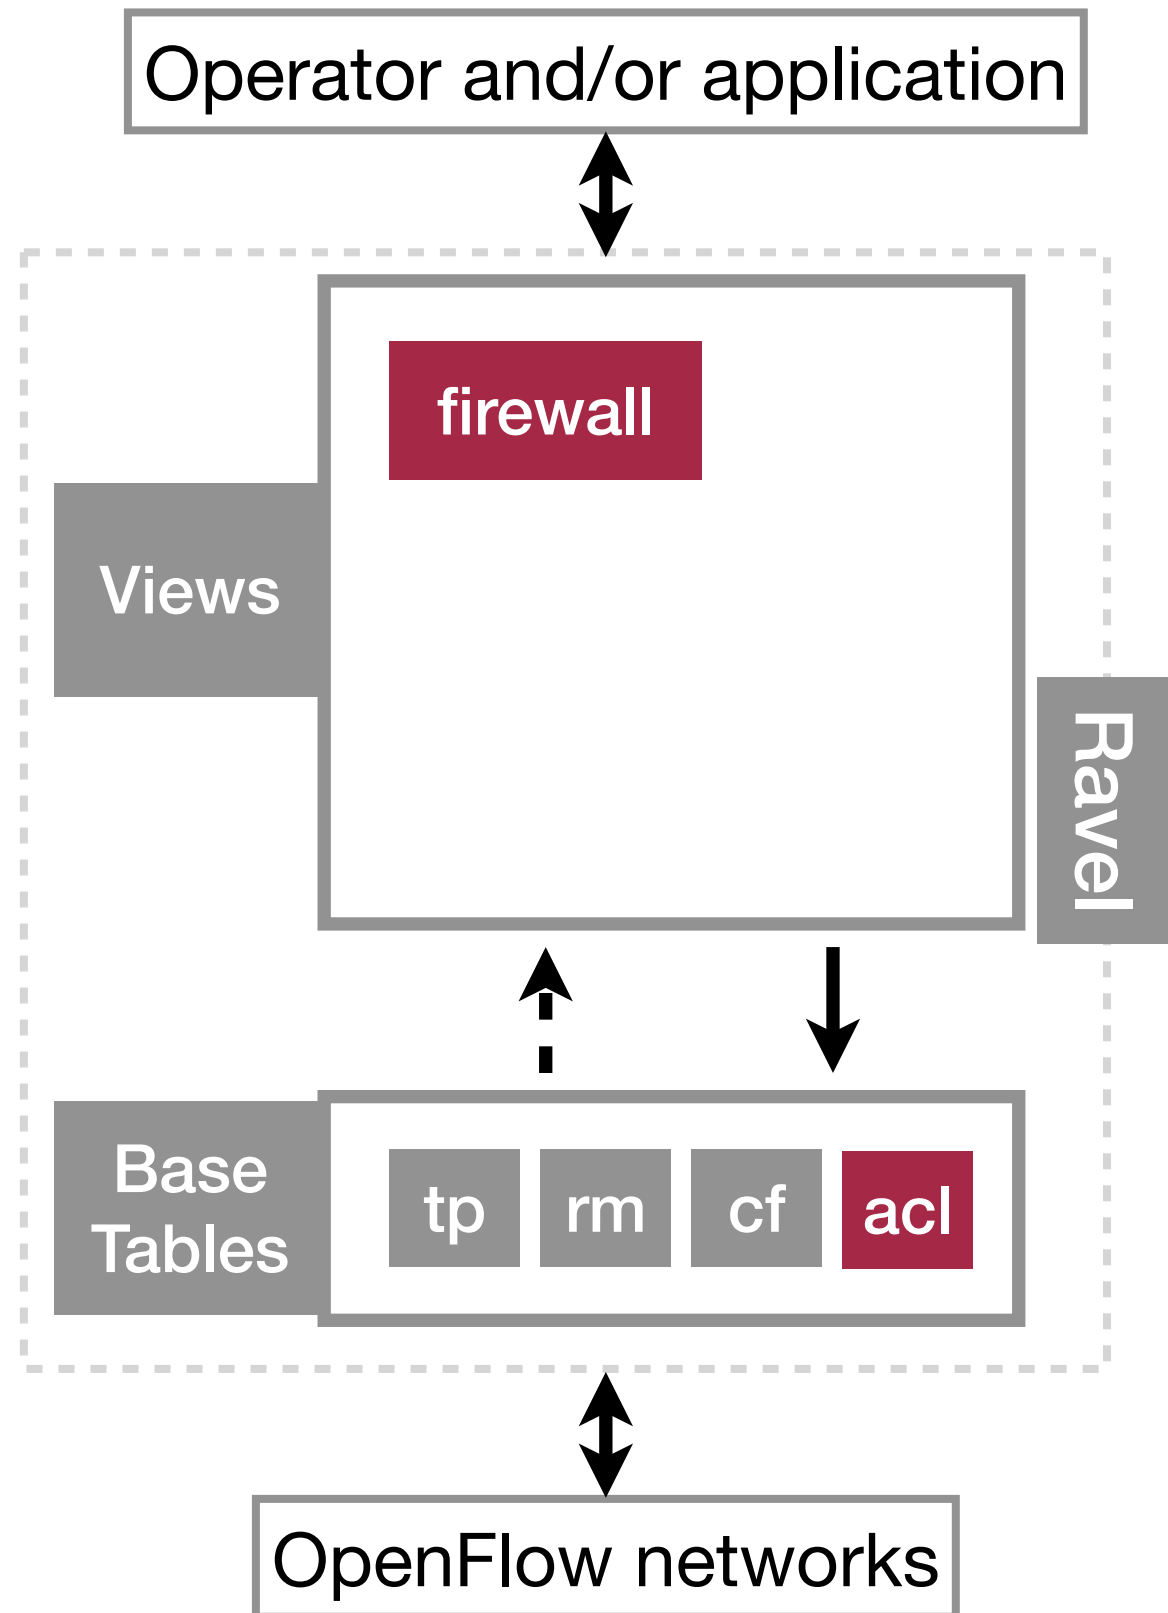 Operator and/or application
firewall
Views
Ravel
Base
Tables
tp rm cf acl
OpenFlow networks